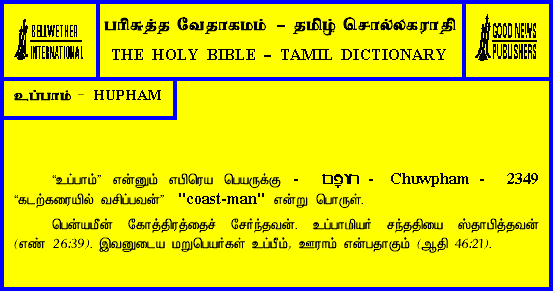 BELLWETHER
INTERNATIONAL
பரிசுத்த வேதாகமம் – தமிழ் சொல்லகராதி
THE HOLY BIBLE – TAMIL DICTIONARY
GOOD NEWS
PUBLISHERS
உப்பாம் – HUPHAM
“உப்பாம்” என்னும் எபிரெய பெயருக்கு - חוּפָם - Chuwpham - 2349
“கடற்கரையில் வசிப்பவன்” "coast-man" என்று பொருள்.
பென்யமீன் கோத்திரத்தைச் சேர்ந்தவன். உப்பாமியர் சந்ததியை ஸ்தாபித்தவன்
(எண் 26:39). இவனுடைய மறுபெயர்கள் உப்பீம், ஊராம் என்பதாகும் (ஆதி 46:21).